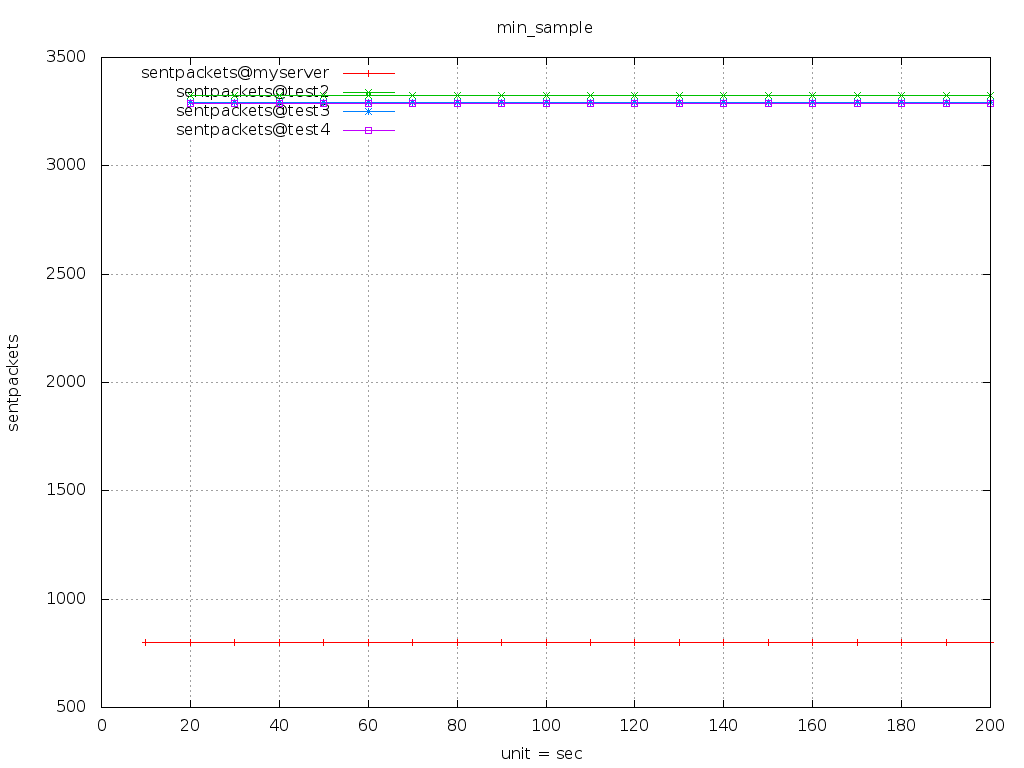 min_sample
3500
sentpackets@myserver
sentpackets@test2
sentpackets@test3
sentpackets@test4
3000
2500
sentpackets
2000
1500
1000
500
0 20 40 60 80 100 120 140 160 180 200
unit = sec